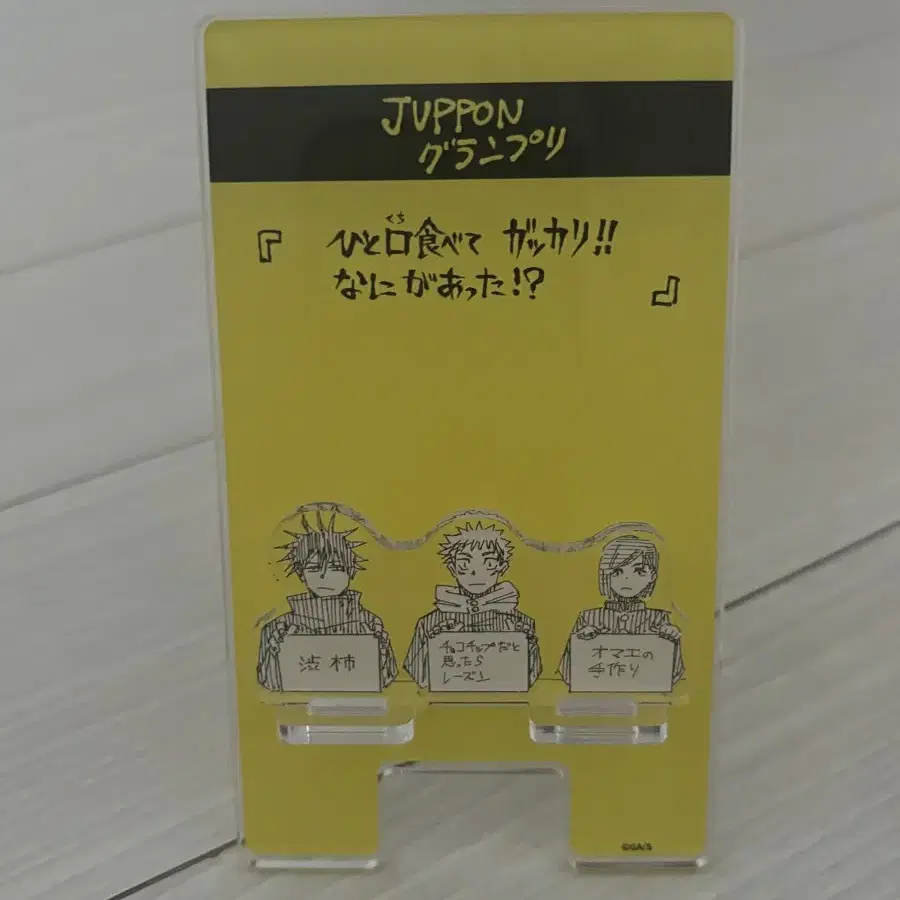 JUPPON
グランプリ
『ひと口食べて ガッカリ!!
くち
なにがあった!?』
渋柿
チョコチップだと
思ったら
レーズン
オマエの
手作り
©GA/S